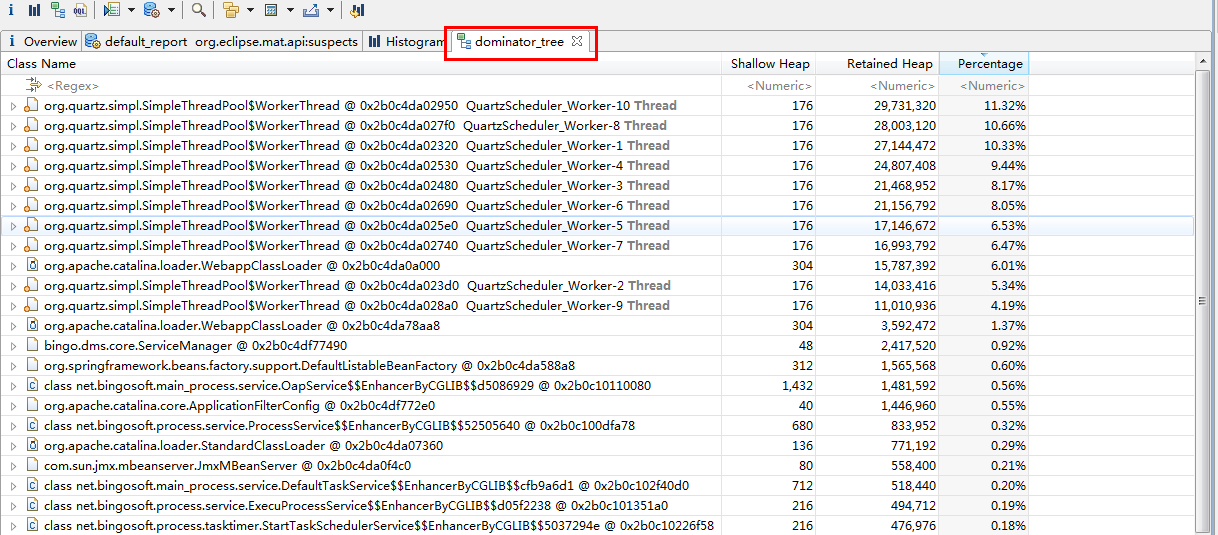 i Overview default_report org.eclipse.mat.api:suspects Histogram dominator_tree
Class Name Shallow Heap Retained Heap Percentage
<Regex> <Numeric> <Numeric> <Numeric>
org.quartz.simpl.SimpleThreadPool$WorkerThread @ 0x2b0c4da02950 QuartzScheduler_Worker-10 Thread 176 29,731,320 11.32%
org.quartz.simpl.SimpleThreadPool$WorkerThread @ 0x2b0c4da027f0 QuartzScheduler_Worker-8 Thread 176 28,003,120 10.66%
org.quartz.simpl.SimpleThreadPool$WorkerThread @ 0x2b0c4da02320 QuartzScheduler_Worker-1 Thread 176 27,144,472 10.33%
org.quartz.simpl.SimpleThreadPool$WorkerThread @ 0x2b0c4da02530 QuartzScheduler_Worker-4 Thread 176 24,807,408 9.44%
org.quartz.simpl.SimpleThreadPool$WorkerThread @ 0x2b0c4da02480 QuartzScheduler_Worker-3 Thread 176 21,468,952 8.17%
org.quartz.simpl.SimpleThreadPool$WorkerThread @ 0x2b0c4da02690 QuartzScheduler_Worker-6 Thread 176 21,156,792 8.05%
org.quartz.simpl.SimpleThreadPool$WorkerThread @ 0x2b0c4da025e0 QuartzScheduler_Worker-5 Thread 176 17,146,672 6.53%
org.quartz.simpl.SimpleThreadPool$WorkerThread @ 0x2b0c4da02740 QuartzScheduler_Worker-7 Thread 176 16,993,792 6.47%
org.apache.catalina.loader.WebappClassLoader @ 0x2b0c4da0a000 304 15,787,392 6.01%
org.quartz.simpl.SimpleThreadPool$WorkerThread @ 0x2b0c4da023d0 QuartzScheduler_Worker-2 Thread 176 14,033,416 5.34%
org.quartz.simpl.SimpleThreadPool$WorkerThread @ 0x2b0c4da028a0 QuartzScheduler_Worker-9 Thread 176 11,010,936 4.19%
org.apache.catalina.loader.WebappClassLoader @ 0x2b0c4da78aa8 304 3,592,472 1.37%
bingo.dms.core.ServiceManager @ 0x2b0c4df77490 48 2,417,520 0.92%
org.springframework.beans.factory.support.DefaultListableBeanFactory @ 0x2b0c4da588a8 312 1,565,568 0.60%
class net.bingosoft.main_process.service.OapService$$EnhancerByCGLIB$$d5086929 @ 0x2b0c10110080 1,432 1,481,592 0.56%
org.apache.catalina.core.ApplicationFilterConfig @ 0x2b0c4df772e0 40 1,446,960 0.55%
class net.bingosoft.process.service.ProcessService$$EnhancerByCGLIB$$52505640 @ 0x2b0c100dfa78 680 833,952 0.32%
org.apache.catalina.loader.StandardClassLoader @ 0x2b0c4da07360 136 771,192 0.29%
com.sun.jmx.mbeanserver.JmxMBeanServer @ 0x2b0c4da0f4c0 80 558,400 0.21%
class net.bingosoft.main_process.service.DefaultTaskService$$EnhancerByCGLIB$$cfb9a6d1 @ 0x2b0c102f40d0 712 518,440 0.20%
class net.bingosoft.process.service.ExecuProcessService$$EnhancerByCGLIB$$d05f2238 @ 0x2b0c101351a0 216 494,712 0.19%
class net.bingosoft.process.tasktimer.StartTaskSchedulerService$$EnhancerByCGLIB$$5037294e @ 0x2b0c10226f58 216 476,976 0.18%